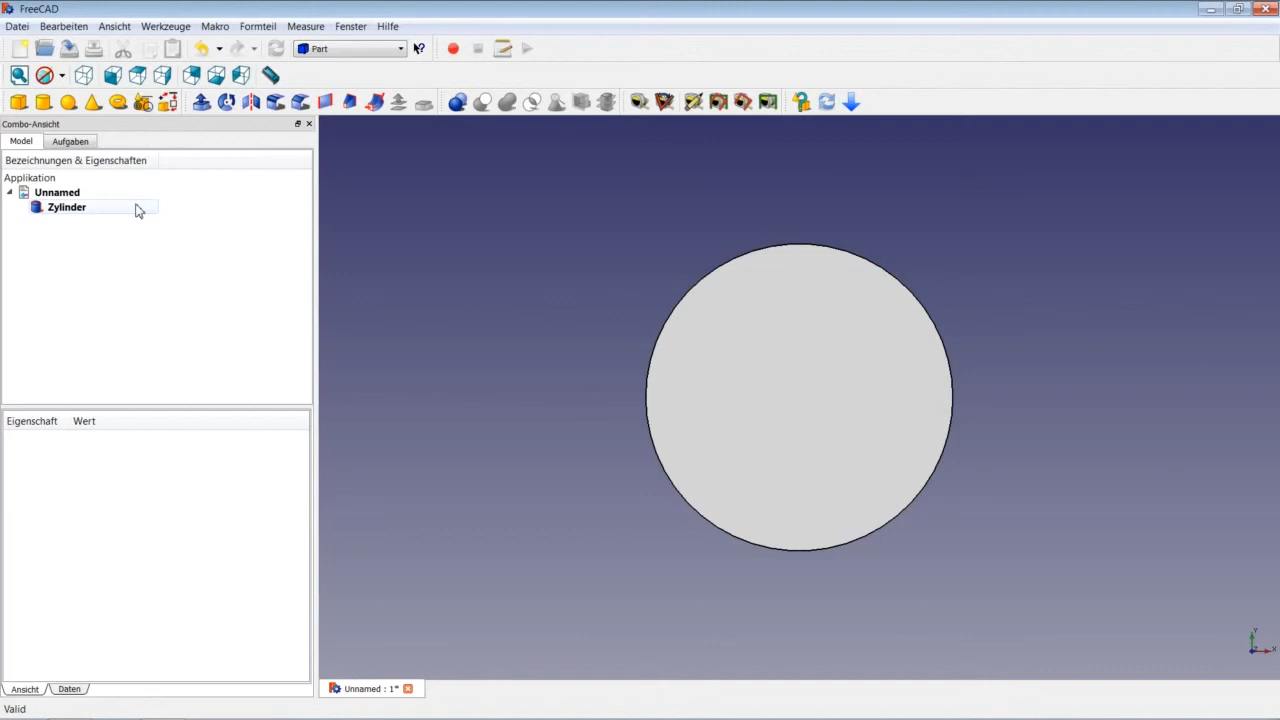 FreeCAD
Datei Bearbeiten Ansicht Werkzeuge Makro Formteil Measure Fenster Hilfe
Part
Combo-Ansicht
Model Aufgaben
Bezeichnungen & Eigenschaften
Applikation
Unnamed
Zylinder
Eigenschaft Wert
Y
X
Ansicht Daten
Unnamed : 1*
Valid